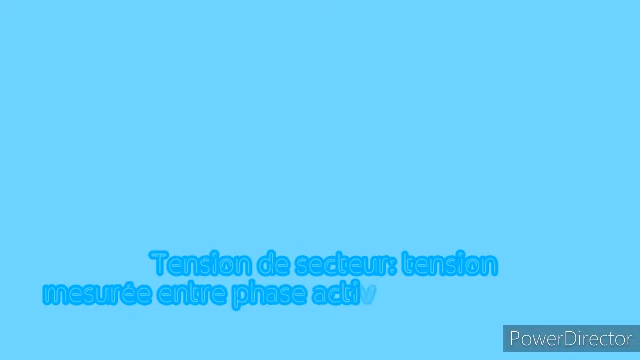 Tension de secteur: tension
mesurée entre phase activ
PowerDirector